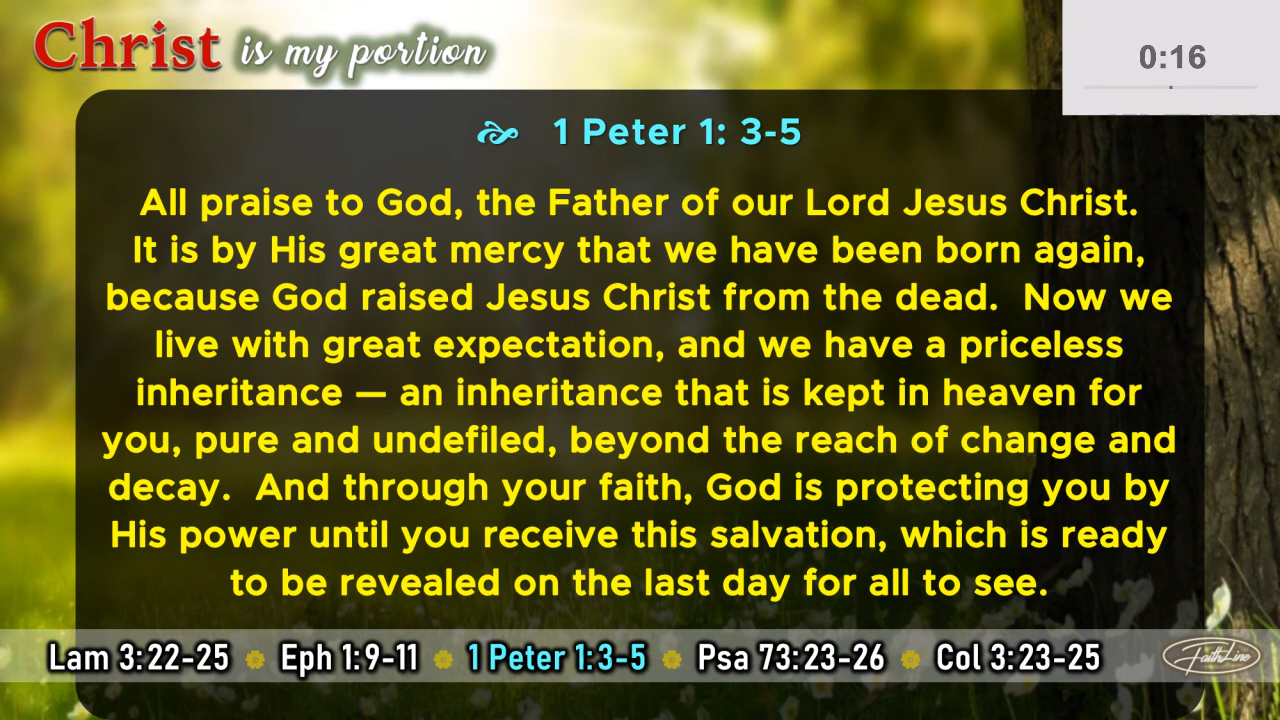 Christ is my portion
0:16
1 Peter 1: 3-5
All praise to God, the Father of our Lord Jesus Christ.
It is by His great mercy that we have been born again,
because God raised Jesus Christ from the dead.  Now we
live with great expectation, and we have a priceless
inheritance — an inheritance that is kept in heaven for
you, pure and undefiled, beyond the reach of change and
decay.  And through your faith, God is protecting you by
His power until you receive this salvation, which is ready
to be revealed on the last day for all to see.
Lam 3:22-25 Eph 1:9-11 1 Peter 1:3-5 Psa 73:23-26 Col 3:23-25
FaithLine